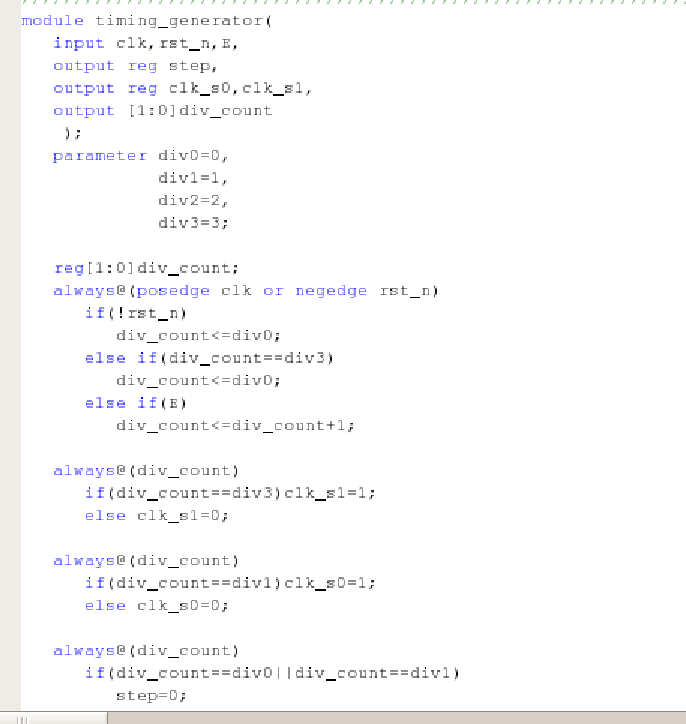 module timing_generator(
input clk,rst_n,E,
output reg step,
output reg clk_s0,clk_s1,
output [1:0]div_count
);
parameter div0=0,
div1=1,
div2=2,
div3=3;
reg[1:0]div_count;
always@(posedge clk or negedge rst_n)
if(!rst_n)
div_count<=div0;
else if(div_count==div3)
div_count<=div0;
else if(E)
div_count<=div_count+1;
always@(div_count)
if(div_count==div3)clk_s1=1;
else clk_s1=0;
always@(div_count)
if(div_count==div1)clk_s0=1;
else clk_s0=0;
always@(div_count)
if(div_count==div0||div_count==div1)
step=0;